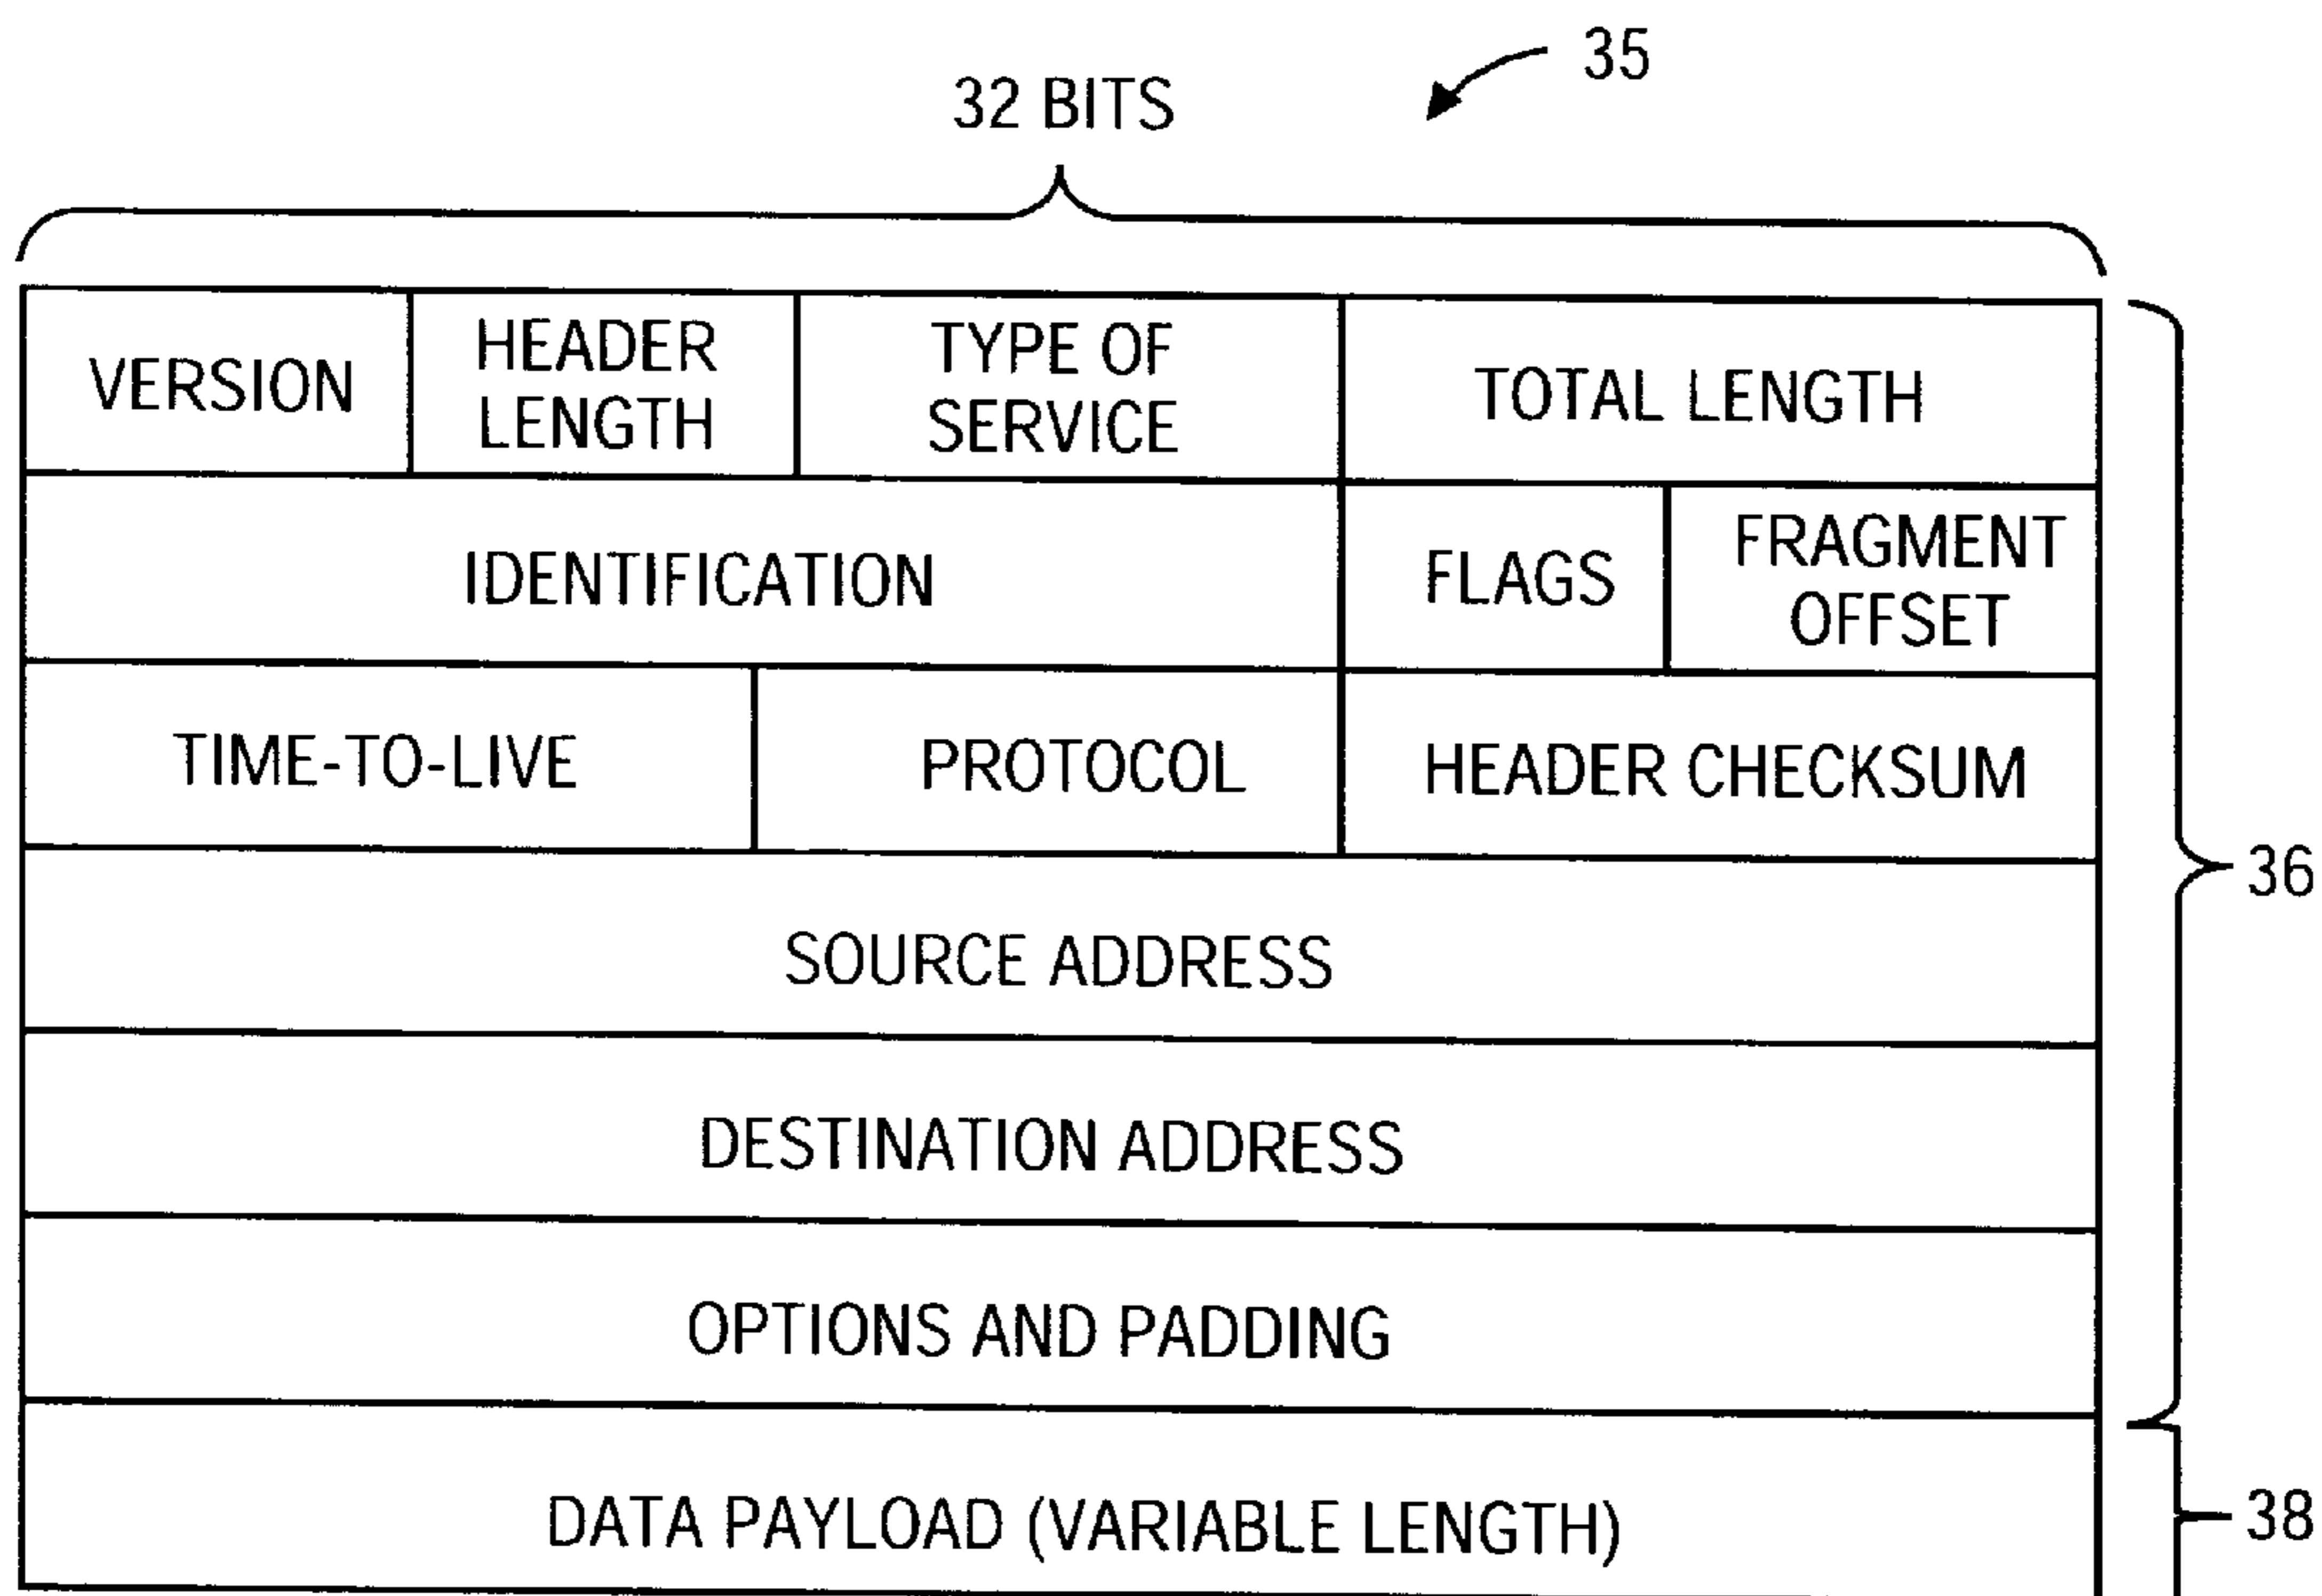 35
32 BITS
VERSION
HEADER
LENGTH
TYPE OF
SERVICE
TOTAL LENGTH
IDENTIFICATION
FLAGS
FRAGMENT
OFFSET
TIME-TO-LIVE
PROTOCOL
HEADER CHECKSUM
36
SOURCE ADDRESS
DESTINATION ADDRESS
OPTIONS AND PADDING
DATA PAYLOAD (VARIABLE LENGTH)
38